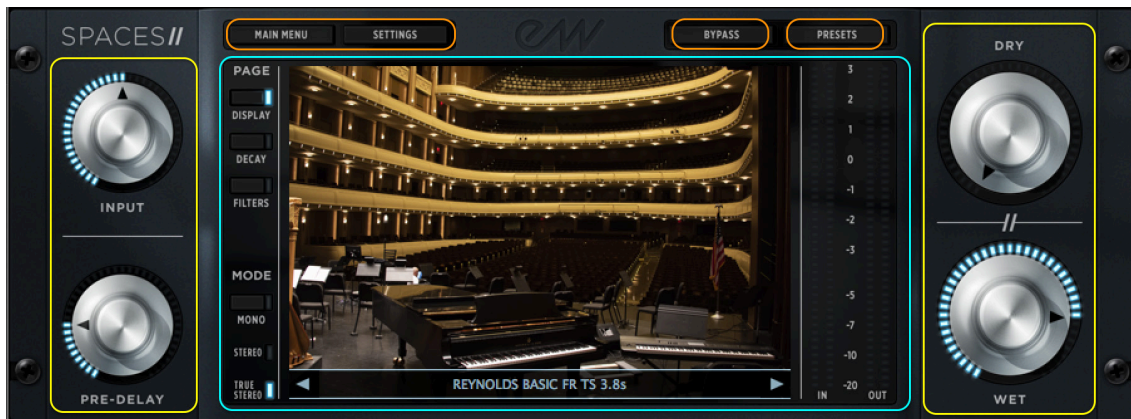 SPACES II
MAIN MENU
SETTINGS
EW
BYPASS
PRESETS
PAGE
DISPLAY
DECAY
FILTERS
MODE
MONO
STEREO
TRUE
STEREO
INPUT
PRE-DELAY
REYNOLDS BASIC FR TS 3.8s
3
2
1
0
-1
-2
-3
-5
-7
-10
-20
IN OUT
DRY
//
WET